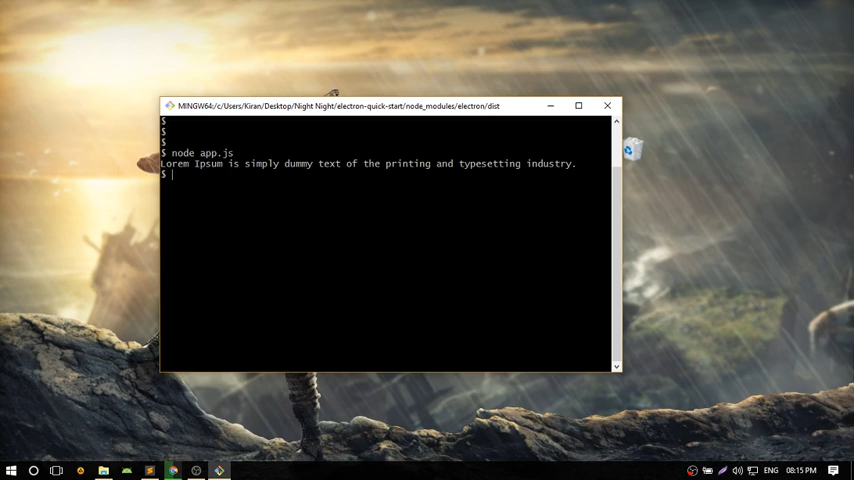 MINGW64:/c/Users/Kiran/Desktop/Night Night/electron-quick-start/node_modules/electron/dist
$
$
$
$ node app.js
Lorem Ipsum is simply dummy text of the printing and typesetting industry.
$
ENG
08:15 PM